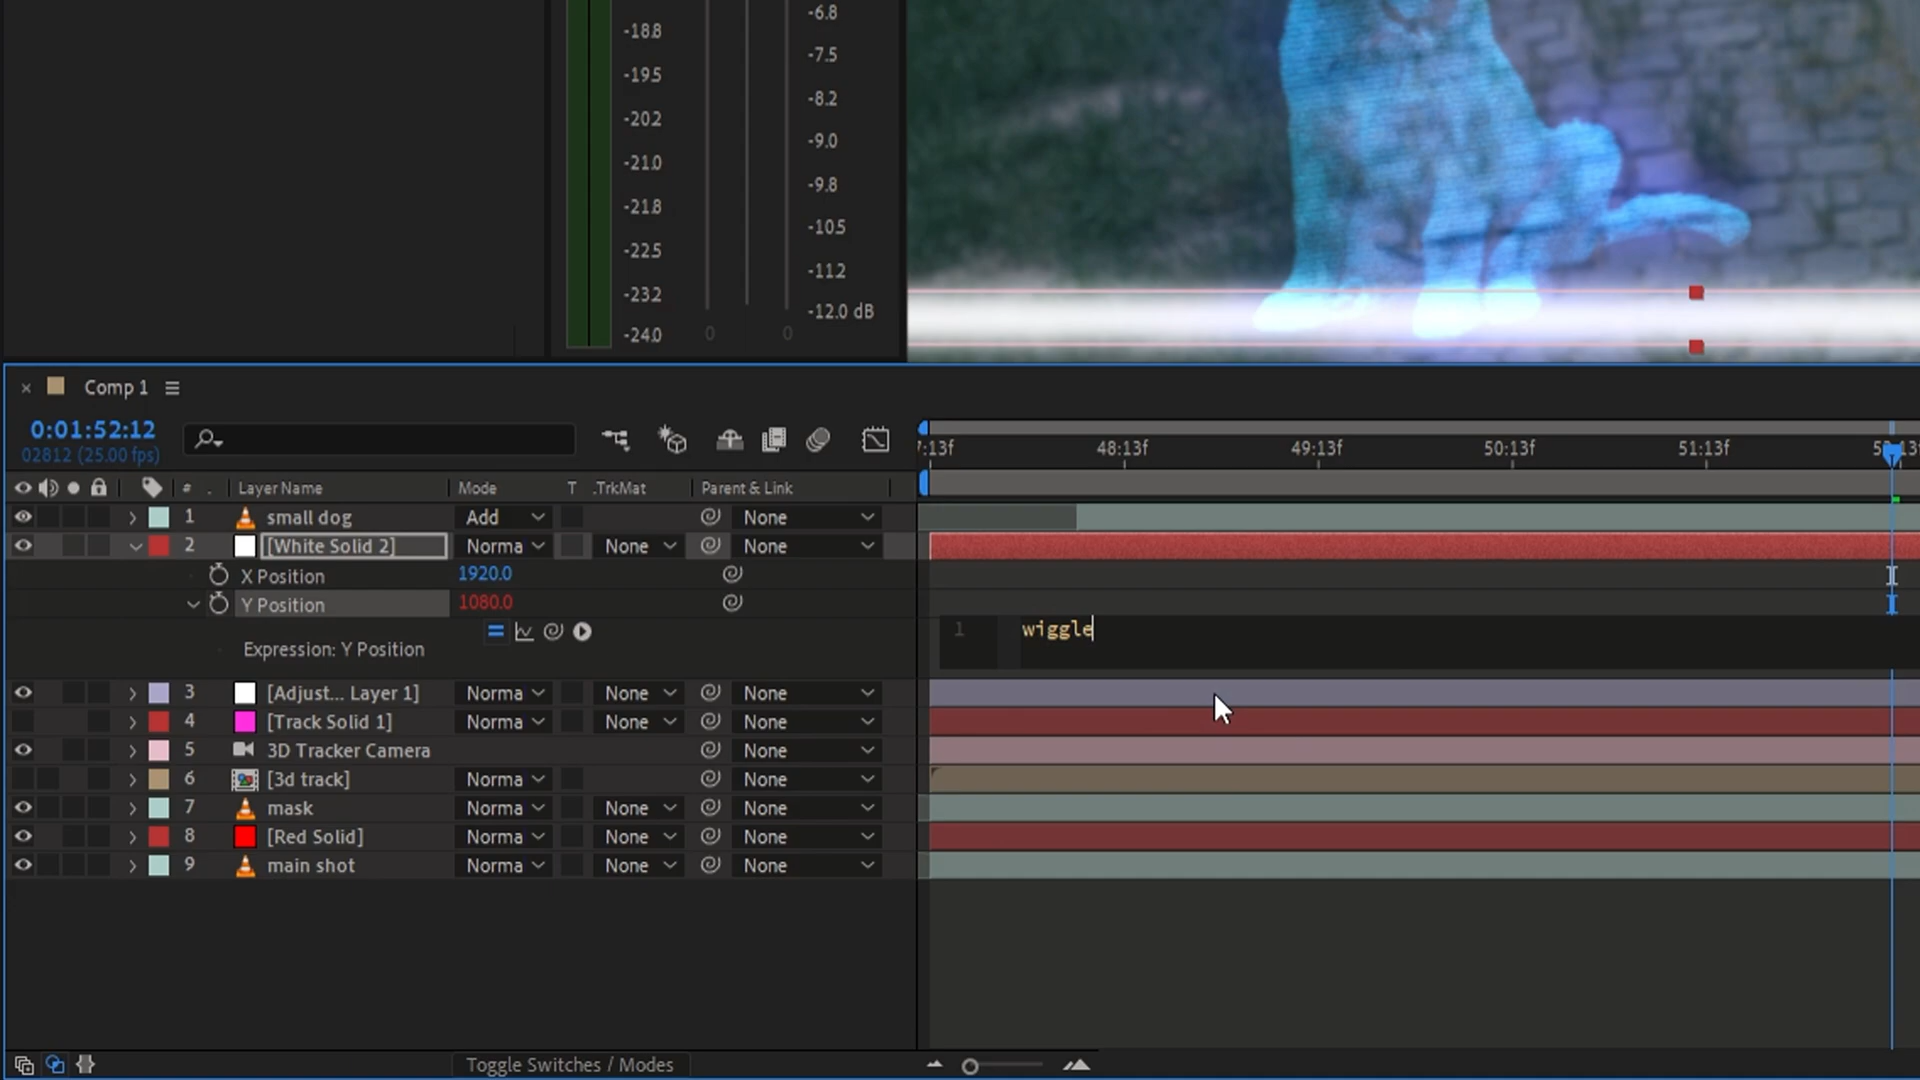 -6.8
-18.8
-7.5
-19.5
-8.2
-20.2
-9.0
-21.0
-9.8
-21.8
-10.5
-22.5
-11.2
-23.2
-12.0 dB
-24.0
0 0
× Comp 1
0:01:52:12
02812 (25.00 fps)
:13f 48:13f 49:13f 50:13f 51:13f
# . Layer Name Mode T .TrkMat Parent & Link
1 small dog Add None
2 [White Solid 2] Norma None None
X Position 1920.0
Y Position 1080.0
1 wiggle
Expression: Y Position
3 [Adjust... Layer 1] Norma None None
4 [Track Solid 1] Norma None None
5 3D Tracker Camera None
6 [3d track] Norma None
7 mask Norma None None
8 [Red Solid] Norma None None
9 main shot Norma None None
Toggle Switches / Modes